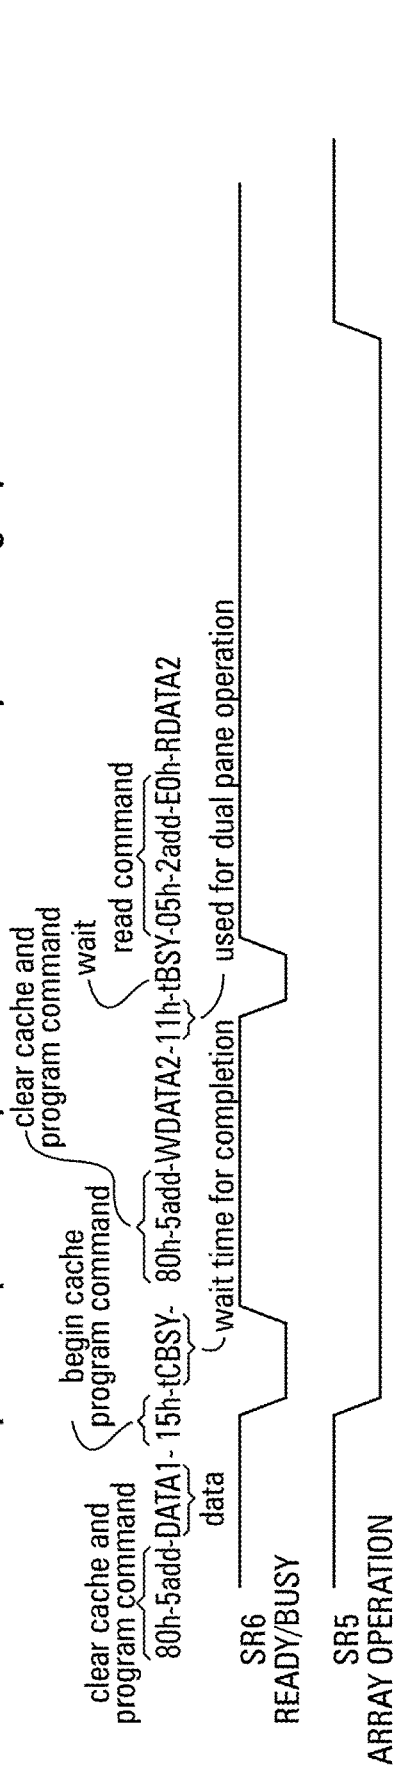 clear cache and
program command
begin cache
program command
clear cache and
program command
wait
read command
80h-5add-DATA1- 15h-tCBSY- 80h-5add-WDATA2-11h-tBSY-05h-2add-E0h-RDATA2
data
wait time for completion
used for dual pane operation
SR6
READY/BUSY
SR5
ARRAY OPERATION